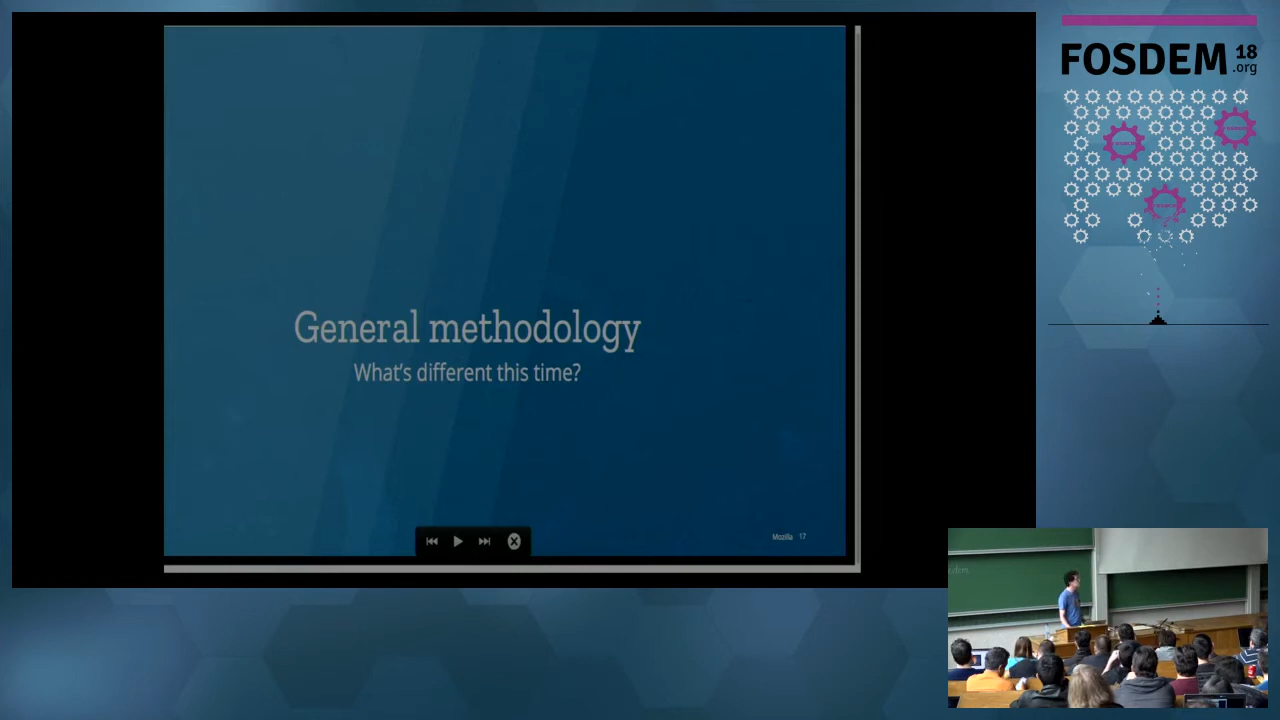 General methodology
What's different this time?
Mozilla 17
FOSDEM 18
.org